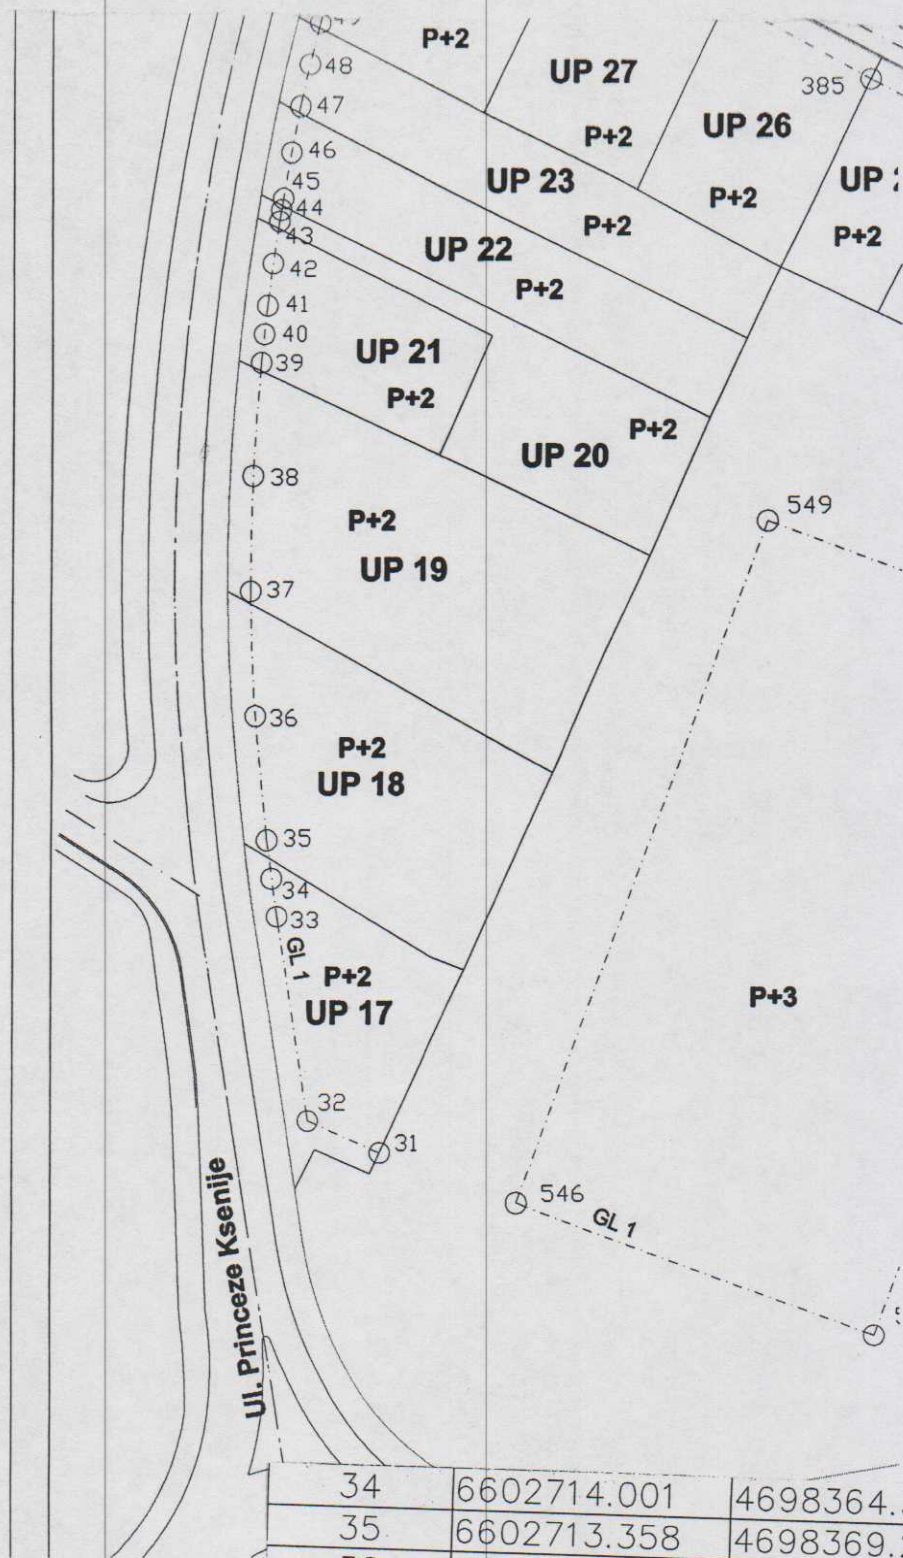 P+2
48
UP 27
385
47
UP 26
P+2
46
UP 23
UP
45
P+2
44
P+2
43
UP 22
P+2
42
P+2
41
40
UP 21
39
P+2
P+2
UP 20
38
549
P+2
UP 19
37
36
P+2
UP 18
35
34
33
GL 1
P+2
UP 17
P+3
32
31
546
GL 1
Ul. Princeze Ksenije
34 6602714.001 4698364.
35 6602713.358 4698369.